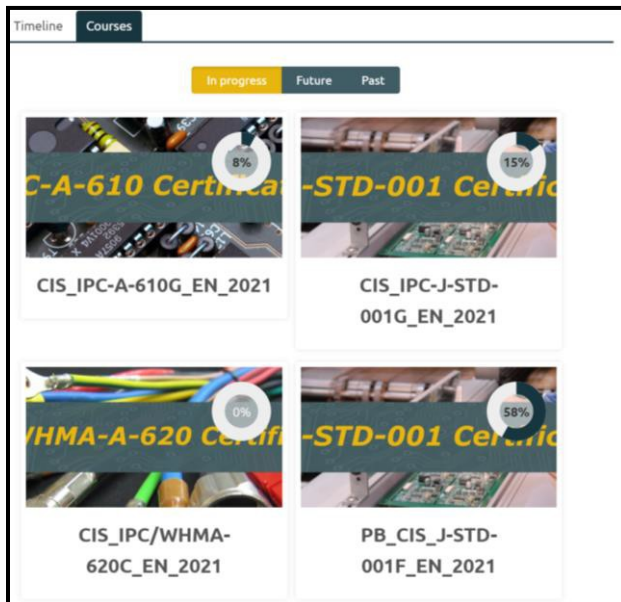 Timeline Courses
In progress Future Past
8%
C-A-610 Certificat
CIS_IPC-A-610G_EN_2021
15%
-STD-001 Certific
CIS_IPC-J-STD-
001G_EN_2021
0%
WHMA-A-620 Certifi
CIS_IPC/WHMA-
620C_EN_2021
58%
-STD-001 Certific
PB_CIS_J-STD-
001F_EN_2021